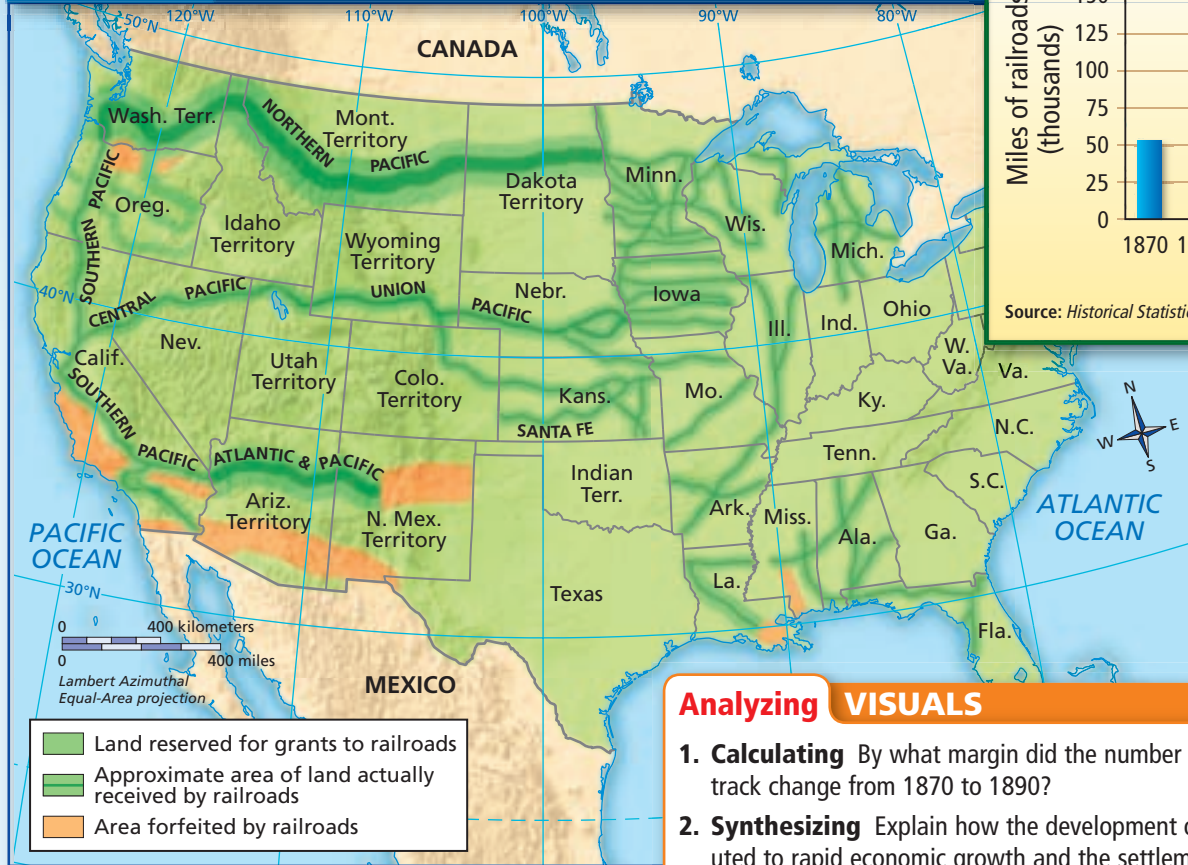 120°W
110°W
100°W
90°W
80°W
50°N
40°N
30°N
CANADA
Wash. Terr.
NORTHERN
PACIFIC
Mont.
Territory
Dakota
Territory
Minn.
SOUTHERN PACIFIC
Oreg.
Idaho
Territory
Wyoming
Territory
Wis.
Mich.
CENTRAL PACIFIC
UNION
PACIFIC
Nebr.
Iowa
Ill.
Ind.
Ohio
Nev.
Calif.
Utah
Territory
Colo.
Territory
Kans.
Mo.
W.
Va.
Va.
Ky.
SANTA FE
N.C.
Tenn.
S.C.
SOUTHERN
PACIFIC
ATLANTIC & PACIFIC
Ariz.
Territory
N. Mex.
Territory
Indian
Terr.
Ark.
Miss.
Ala.
Ga.
La.
Texas
Fla.
PACIFIC
OCEAN
ATLANTIC
OCEAN
MEXICO
N
E
S
W
0 400 kilometers
0 400 miles
Lambert Azimuthal
Equal-Area projection
Land reserved for grants to railroads
Approximate area of land actually
received by railroads
Area forfeited by railroads
Miles of railroads
(thousands)
125
100
75
50
25
0
1870
Source: Historical
Analyzing VISUALS
1. Calculating By what margin did the number
track change from 1870 to 1890?
2. Synthesizing Explain how the development
to rapid economic growth and the